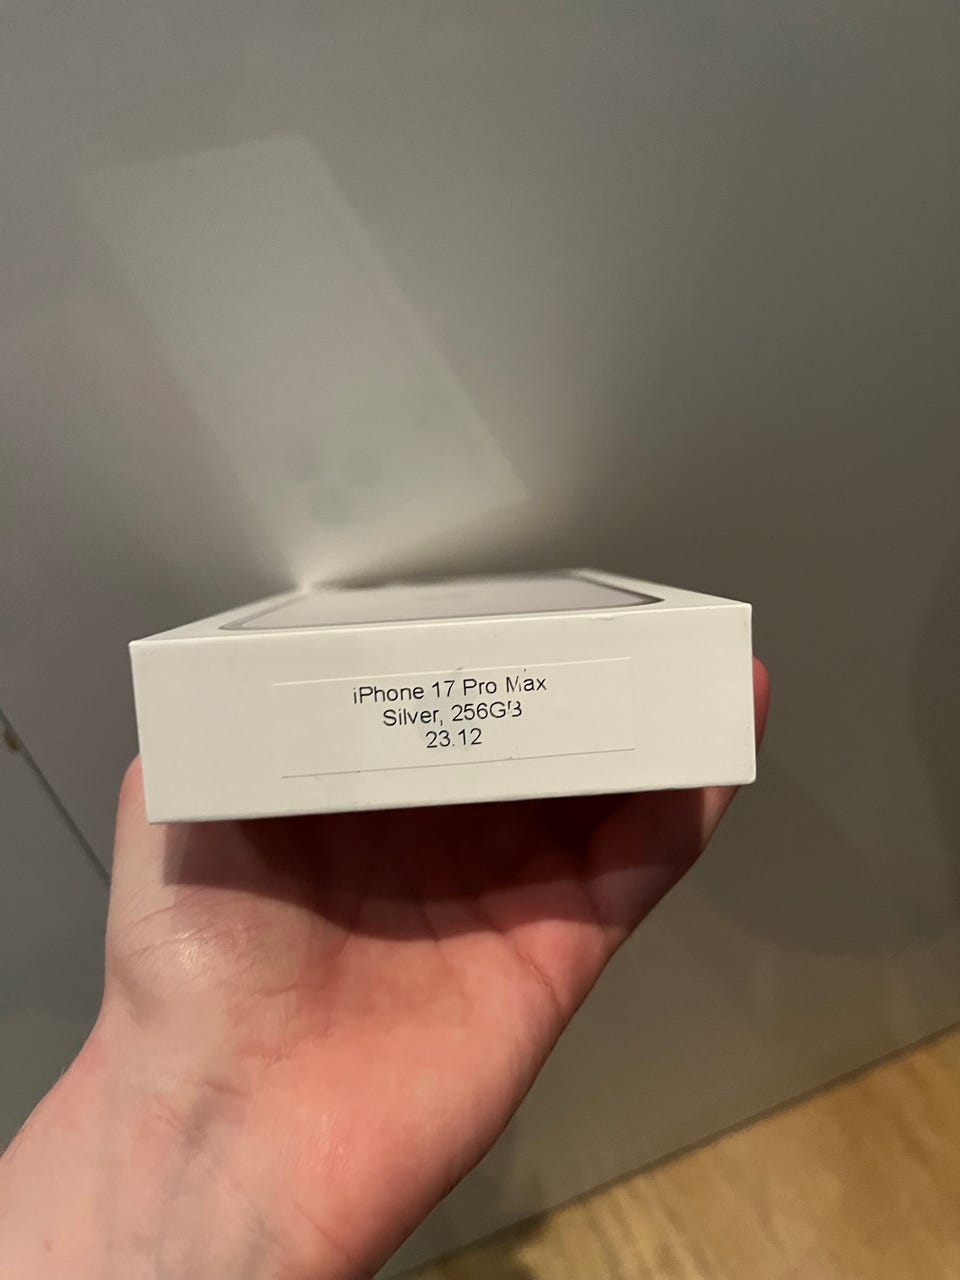 iPhone 17 Pro Max
Silver, 256GB
23.12